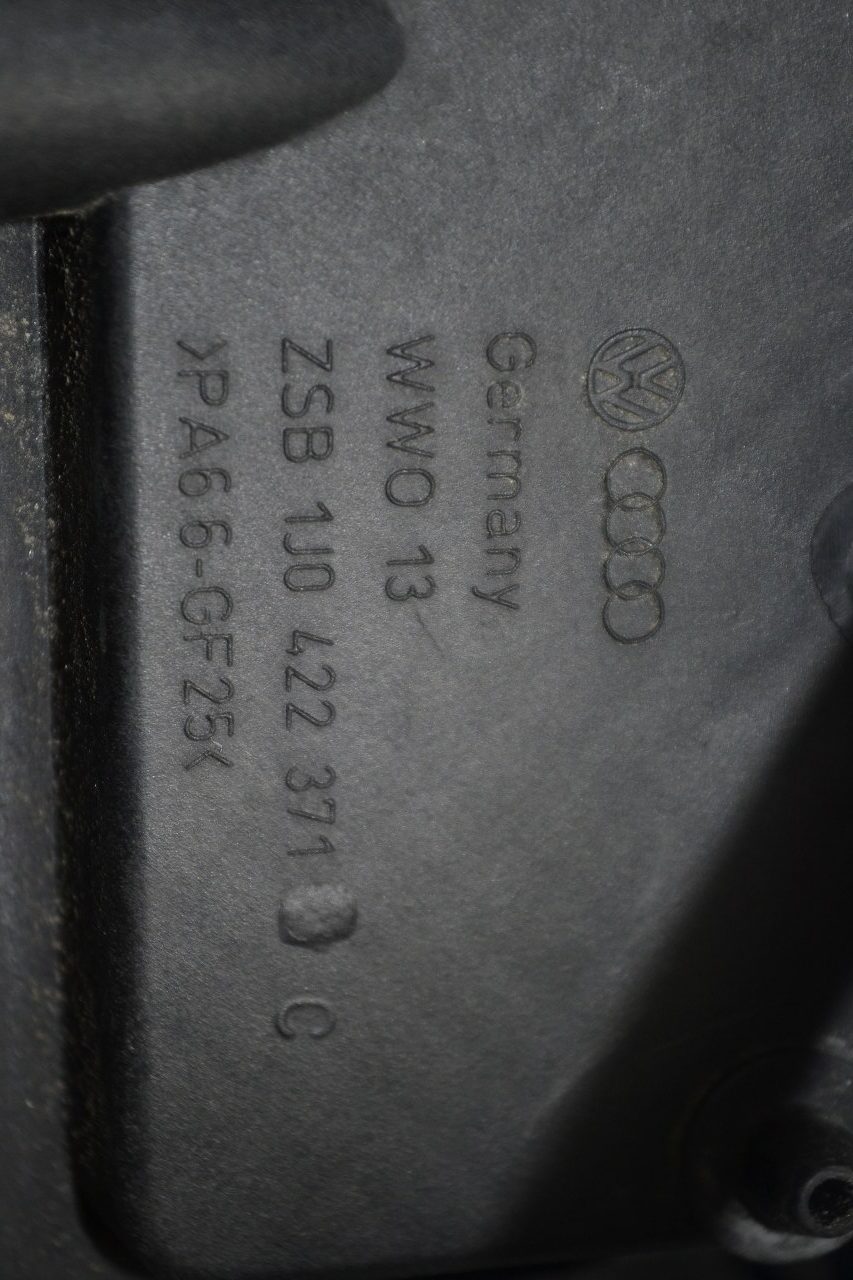 Germany
WWO 13
ZSB 1J0 422 371 C
>PA66-GF25<